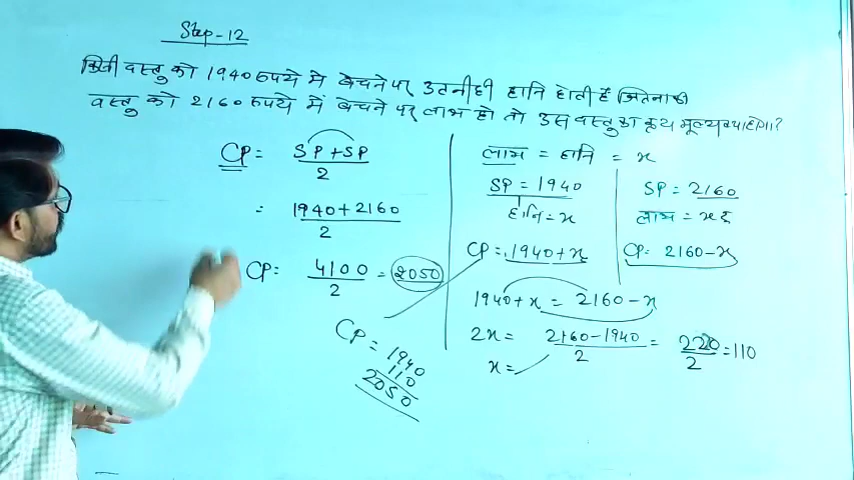 Step-12
किसी वस्तु को 1940 रुपये में बेचने पर उतनी ही हानि होती है जितना की
वस्तु को 2160 रुपये में बेचने पर लाभ हो तो उस वस्तु का क्रय मूल्य क्या होगा?
CP = SP + SP / 2
= 1940 + 2160 / 2
CP = 4100 / 2 = 2050
CP = 1940
110
2050
लाभ = हानि = x
SP = 1940
हानि = x
CP = 1940 + x
SP = 2160
लाभ = x
CP = 2160 - x
1940 + x = 2160 - x
2x = 2160 - 1940 / 2 = 220 / 2 = 110
x =